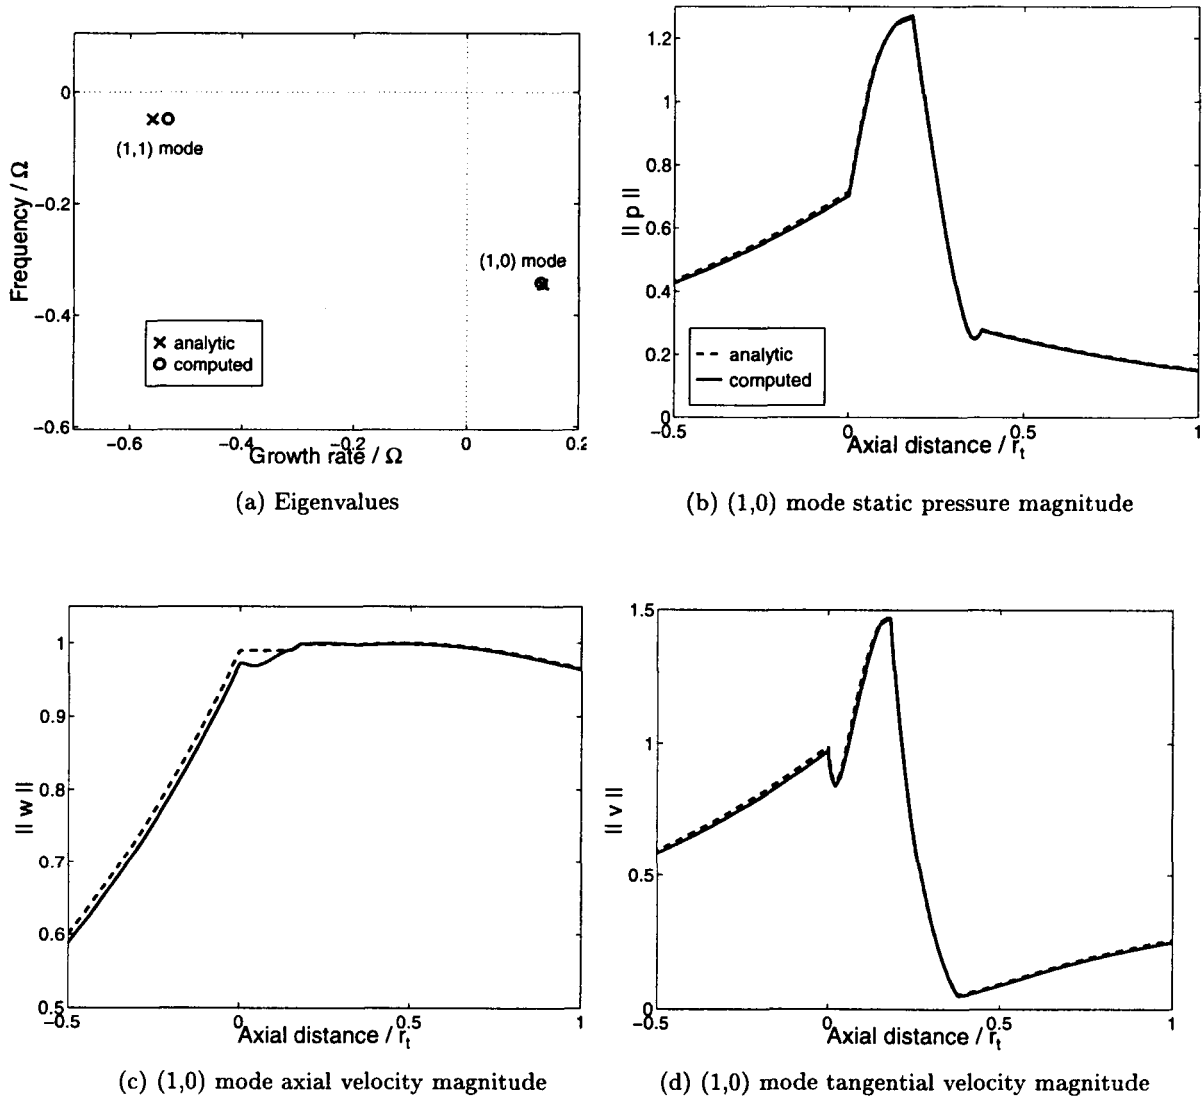 0
-0.2
-0.4
-0.6
Frequency / Ω
(1,1) mode
(1,0) mode
× analytic
o computed
-0.6 -0.4 -0.2 0 0.2
Growth rate / Ω
(a) Eigenvalues
1.2
1
0.8
0.6
0.4
0.2
0
|| p ||
analytic
computed
-0.5 0 0.5 1
Axial distance / rt
(b) (1,0) mode static pressure magnitude
1
0.9
0.8
0.7
0.6
0.5
|| w ||
-0.5 0 0.5 1
Axial distance / rt
(c) (1,0) mode axial velocity magnitude
1.5
1
0.5
0
|| v ||
-0.5 0 0.5 1
Axial distance / rt
(d) (1,0) mode tangential velocity magnitude